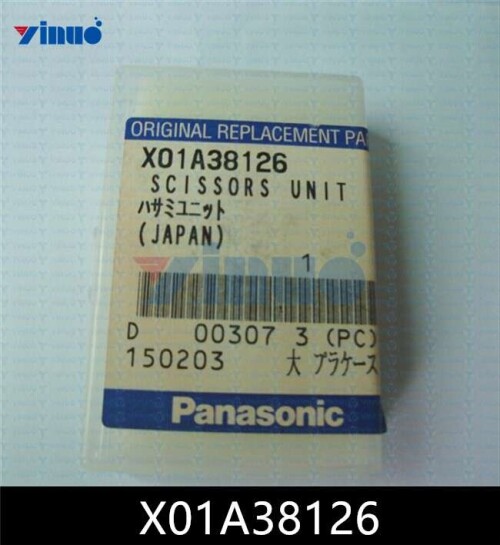 yinuo
ORIGINAL REPLACEMENT PA
X01A38126
SCISSORS UNIT
ハサミユニット
(JAPAN)
yinuo
1
D 00307 3 (PC)
150203 大 プラケース
Panasonic
X01A38126